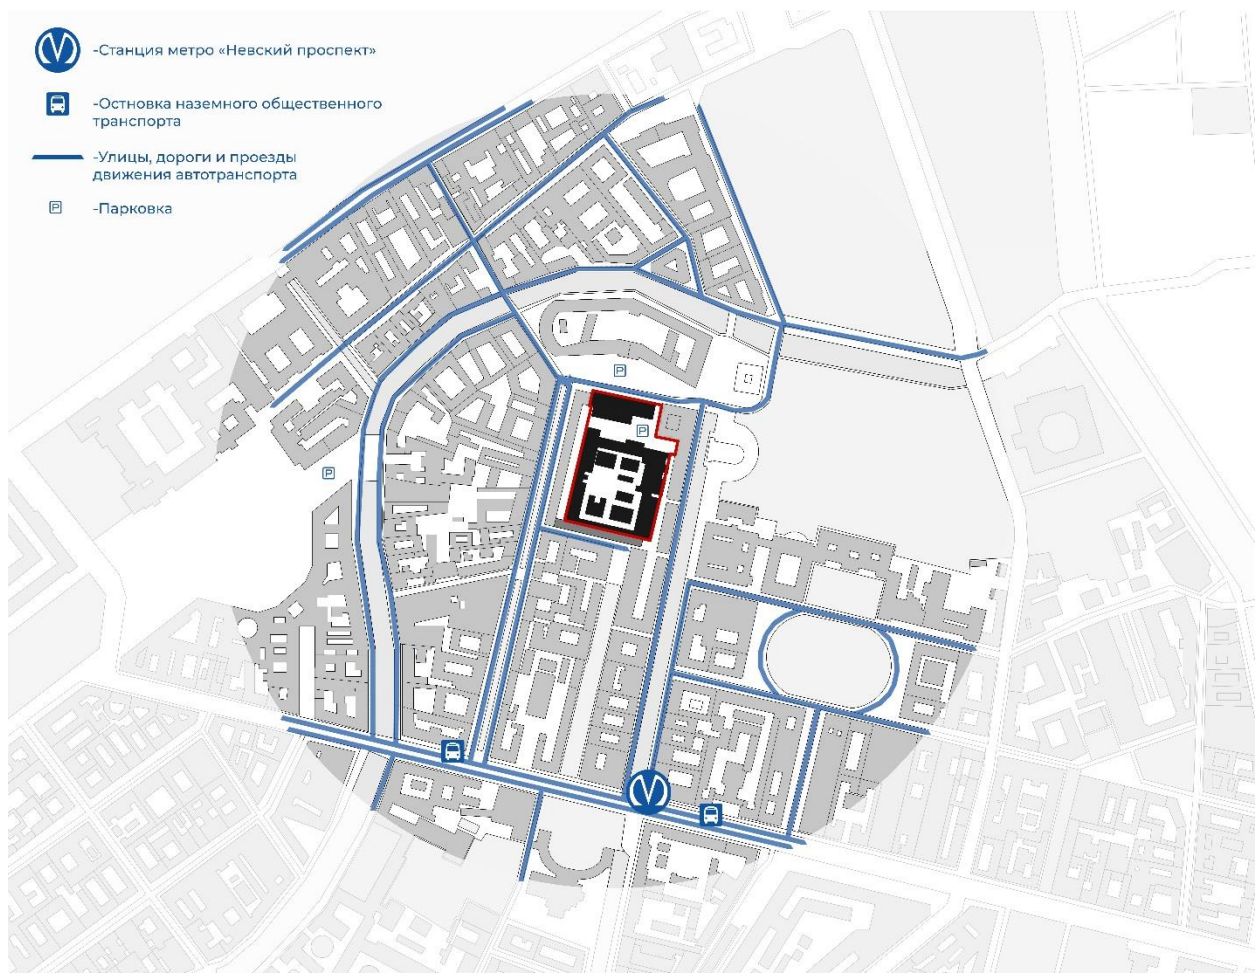 -Станция метро «Невский проспект»
-Остновка наземного общественного
транспорта
-Улицы, дороги и проезды
движения автотранспорта
P -Парковка
P
P
P